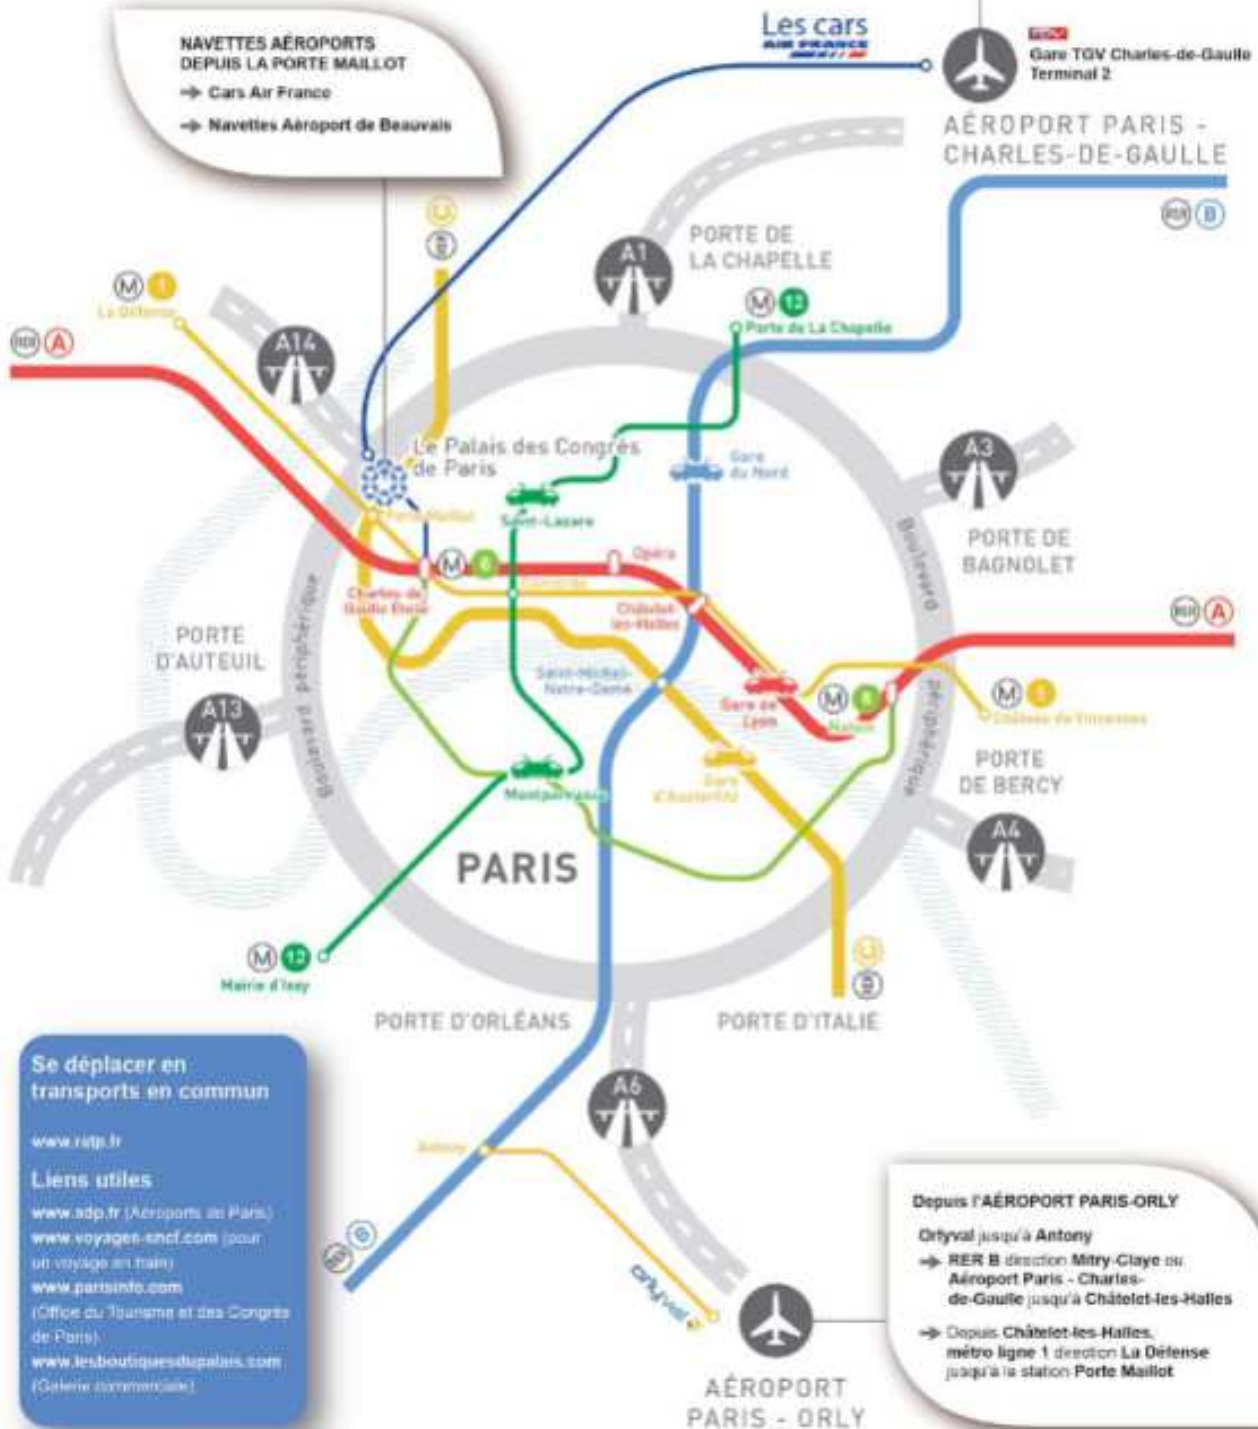 Les cars
AIR FRANCE
NAVETTES AÉROPORTS
DEPUIS LA PORTE MAILLOT
Cars Air France
Navettes Aéroport de Beauvais
Gare TGV Charles-de-Gaulle
Terminal 2
AÉROPORT PARIS -
CHARLES-DE-GAULLE
RER B
C
A1
PORTE DE
LA CHAPELLE
M 1
La Défense
M 12
Porte de La Chapelle
RER A
A14
Le Palais des Congrès
de Paris
Gare
du Nord
A3
PORTE DE
BAGNOLET
Porte Maillot
Saint-Lazare
M 6
Opéra
Concorde
Charles de
Gaulle Étoile
Châtelet-
les-Halles
Boulevard périphérique
Boulevard périphérique
RER A
PORTE
D'AUTEUIL
A13
Saint-Michel-
Notre-Dame
Gare de
Lyon
M 6
Nation
M 1
Château de Vincennes
PORTE
DE BERCY
A4
Montparnasse
Gare
d'Austerlitz
PARIS
M 12
Mairie d'Issy
C
PORTE D'ORLÉANS
PORTE D'ITALIE
A6
Antony
RER B
orlyval
AÉROPORT
PARIS - ORLY
Se déplacer en
transports en commun
www.ratp.fr
Liens utiles
www.adp.fr (Aéroports de Paris)
www.voyages-sncf.com (pour
un voyage en train)
www.parisinfo.com
(Office du Tourisme et des Congrès
de Paris)
www.lesboutiquesdupalais.com
(Galerie commerciale)
Depuis l'AÉROPORT PARIS-ORLY
Orlyval jusqu'à Antony
RER B direction Mitry-Claye ou
Aéroport Paris - Charles-
de-Gaulle jusqu'à Châtelet-les-Halles
Depuis Châtelet-les-Halles,
métro ligne 1 direction La Défense
jusqu'à la station Porte Maillot